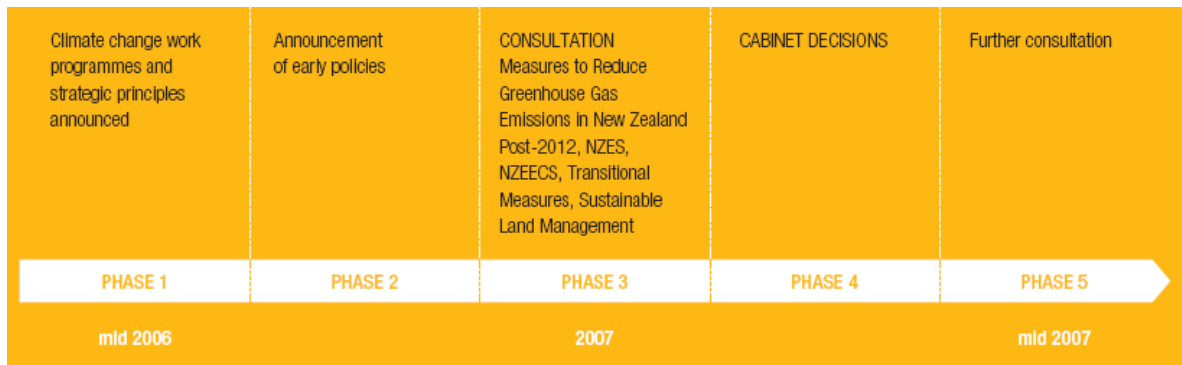 Climate change work
programmes and
strategic principles
announced
Announcement
of early policies
CONSULTATION
Measures to Reduce
Greenhouse Gas
Emissions in New Zealand
Post-2012, NZES,
NZEECS, Transitional
Measures, Sustainable
Land Management
CABINET DECISIONS
Further consultation
PHASE 1
PHASE 2
PHASE 3
PHASE 4
PHASE 5
mid 2006
2007
mid 2007